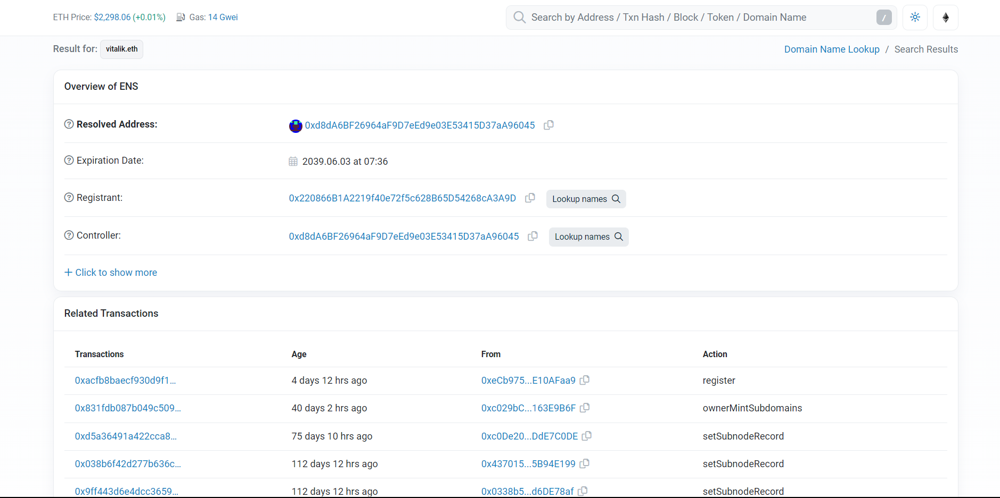 ETH Price: $2,298.06 (+0.01%) Gas: 14 Gwei
Search by Address / Txn Hash / Block / Token / Domain Name /
Result for: vitalik.eth
Domain Name Lookup / Search Results
Overview of ENS
Resolved Address: 0xd8dA6BF26964aF9D7eEd9e03E53415D37aA96045
Expiration Date: 2039.06.03 at 07:36
Registrant: 0x220866B1A2219f40e72f5c628B65D54268cA3A9D Lookup names
Controller: 0xd8dA6BF26964aF9D7eEd9e03E53415D37aA96045 Lookup names
+ Click to show more
Related Transactions
Transactions Age From Action
0xacfb8baecf930d9f1... 4 days 12 hrs ago 0xeCb975...E10AFaa9 register
0x831fdb087b049c509... 40 days 2 hrs ago 0xc029bC...163E9B6F ownerMintSubdomains
0xd5a36491a422cca8... 75 days 10 hrs ago 0xc0De20...DdE7C0DE setSubnodeRecord
0x038b6f42d277b636c... 112 days 12 hrs ago 0x437015...5B94E199 setSubnodeRecord
0x9ff443d6e4dcc3659... 112 days 12 hrs ago 0x0338b5...d6DE78af setSubnodeRecord